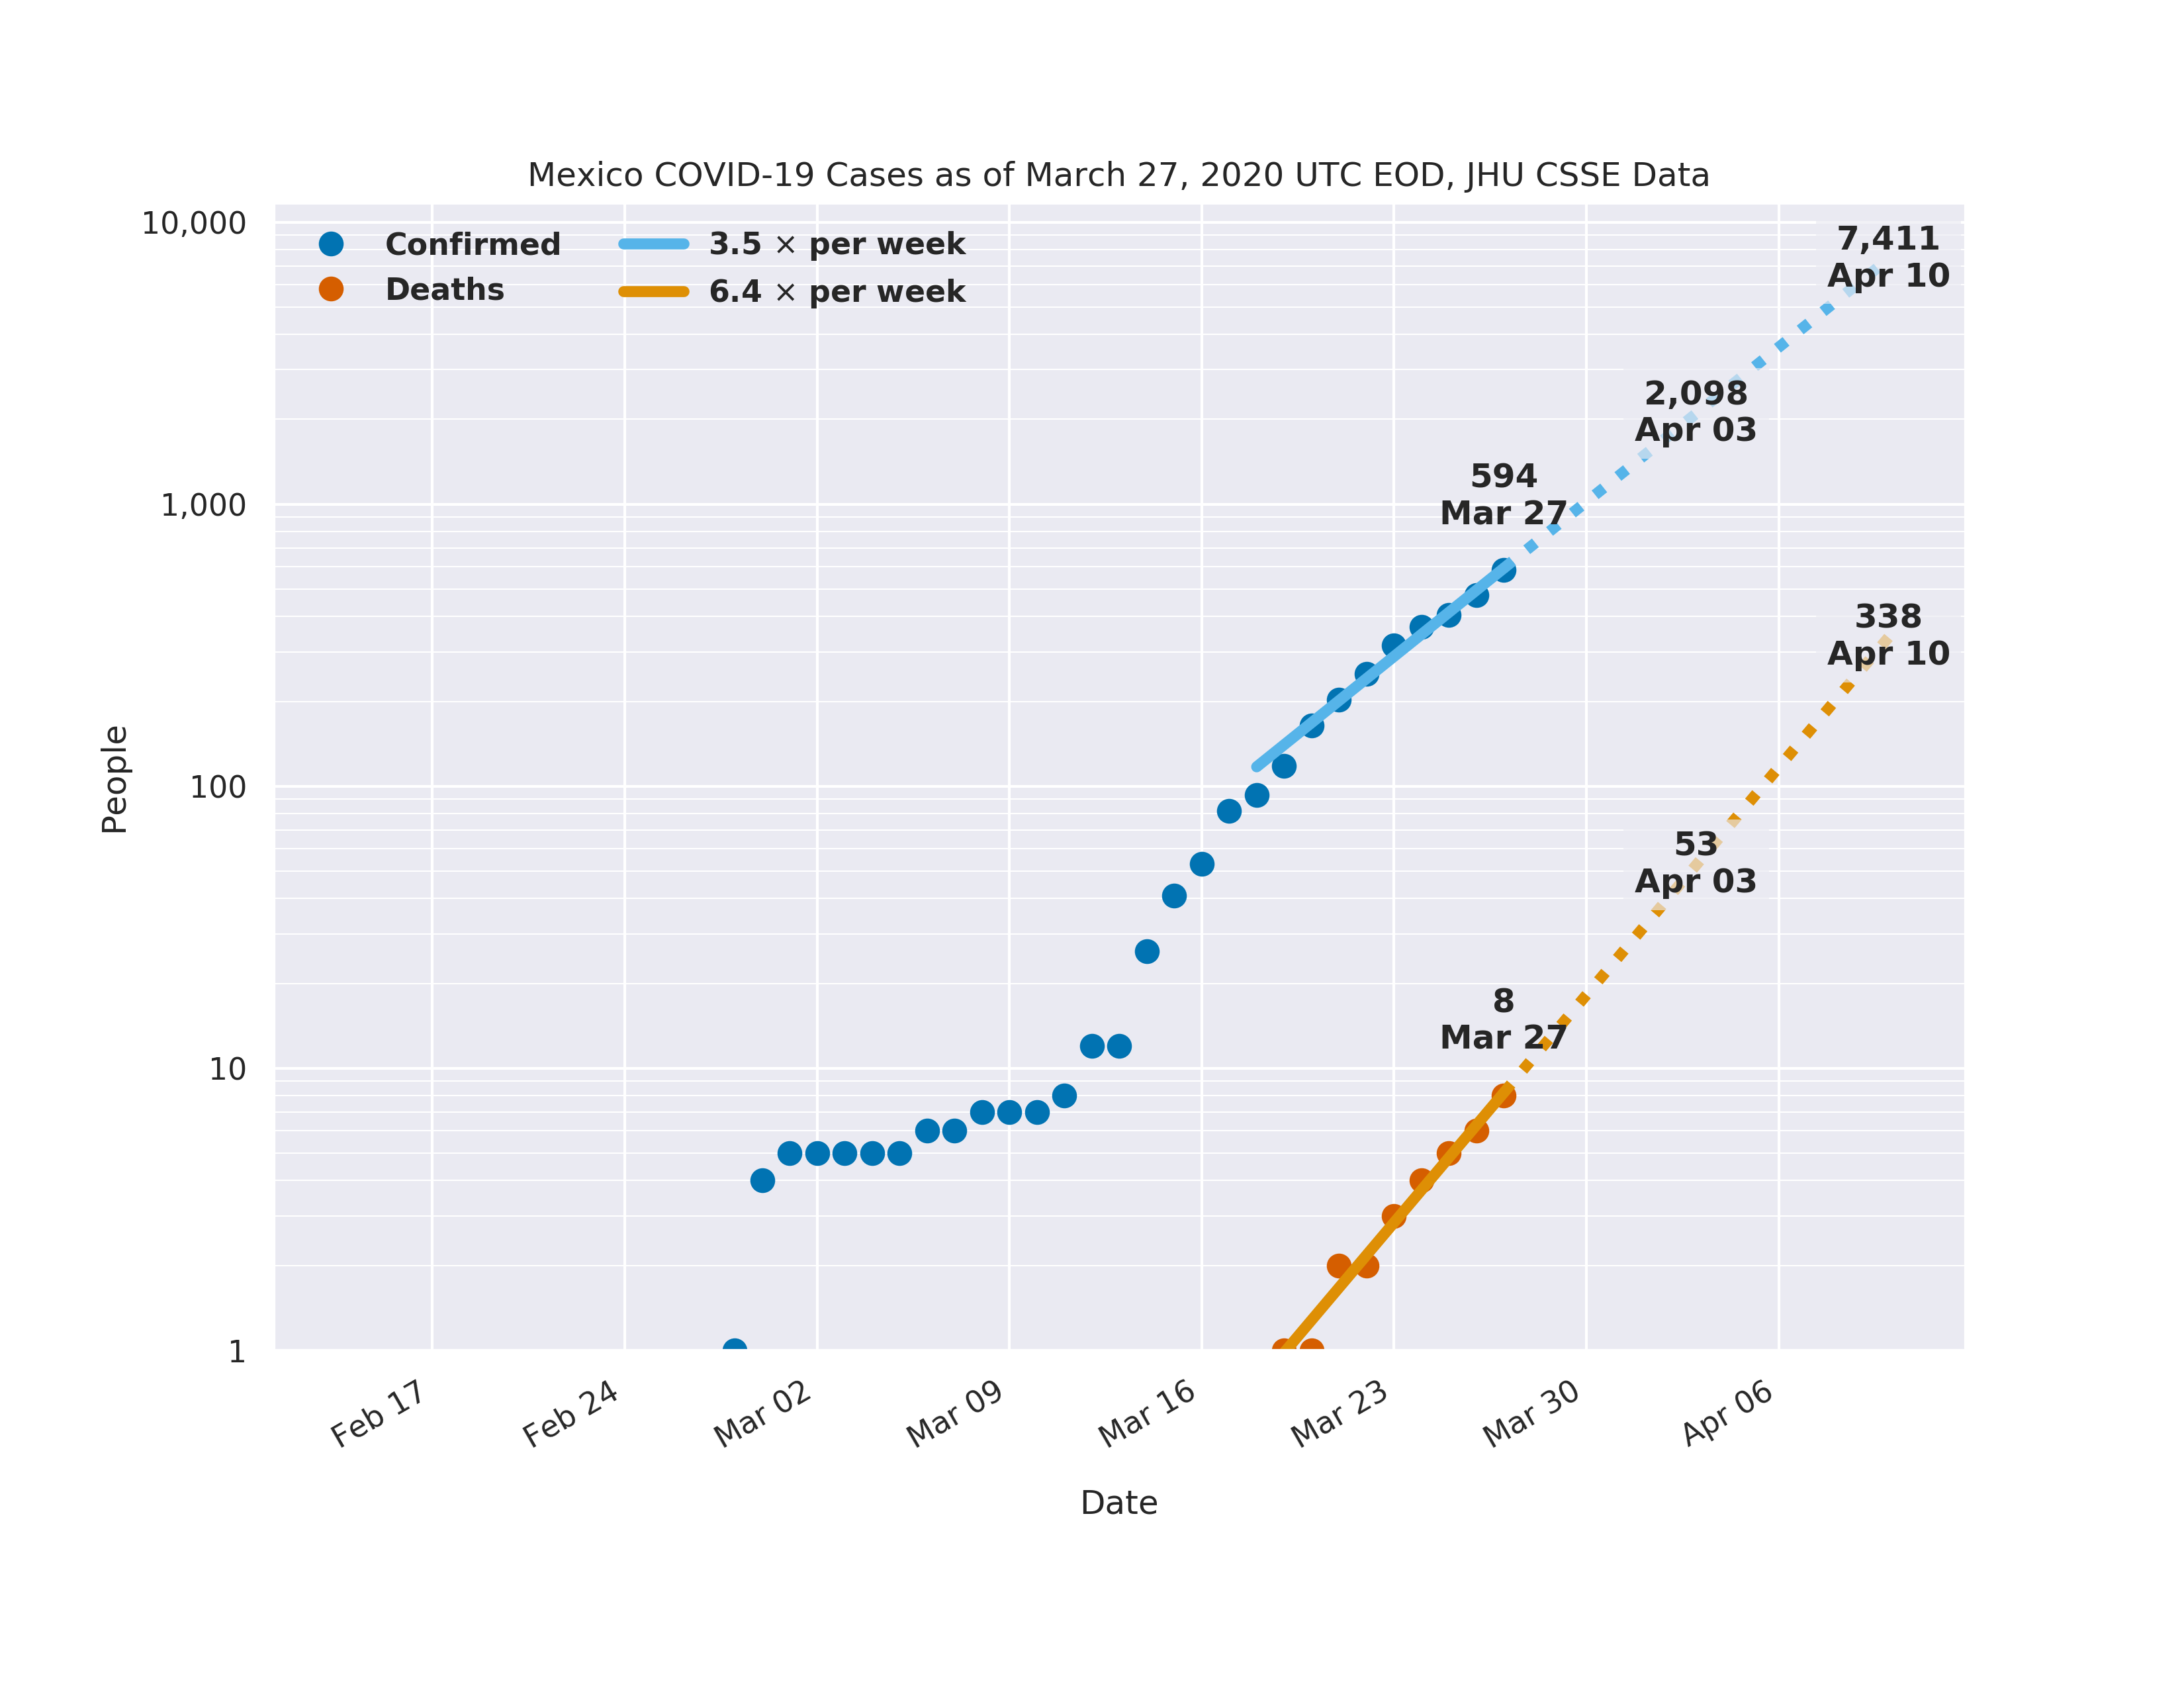 Mexico COVID-19 Cases as of March 27, 2020 UTC EOD, JHU CSSE Data
Confirmed
Deaths
3.5 × per week
6.4 × per week
10,000
1,000
100
10
1
People
7,411
Apr 10
2,098
Apr 03
594
Mar 27
338
Apr 10
53
Apr 03
8
Mar 27
Feb 17
Feb 24
Mar 02
Mar 09
Mar 16
Mar 23
Mar 30
Apr 06
Date